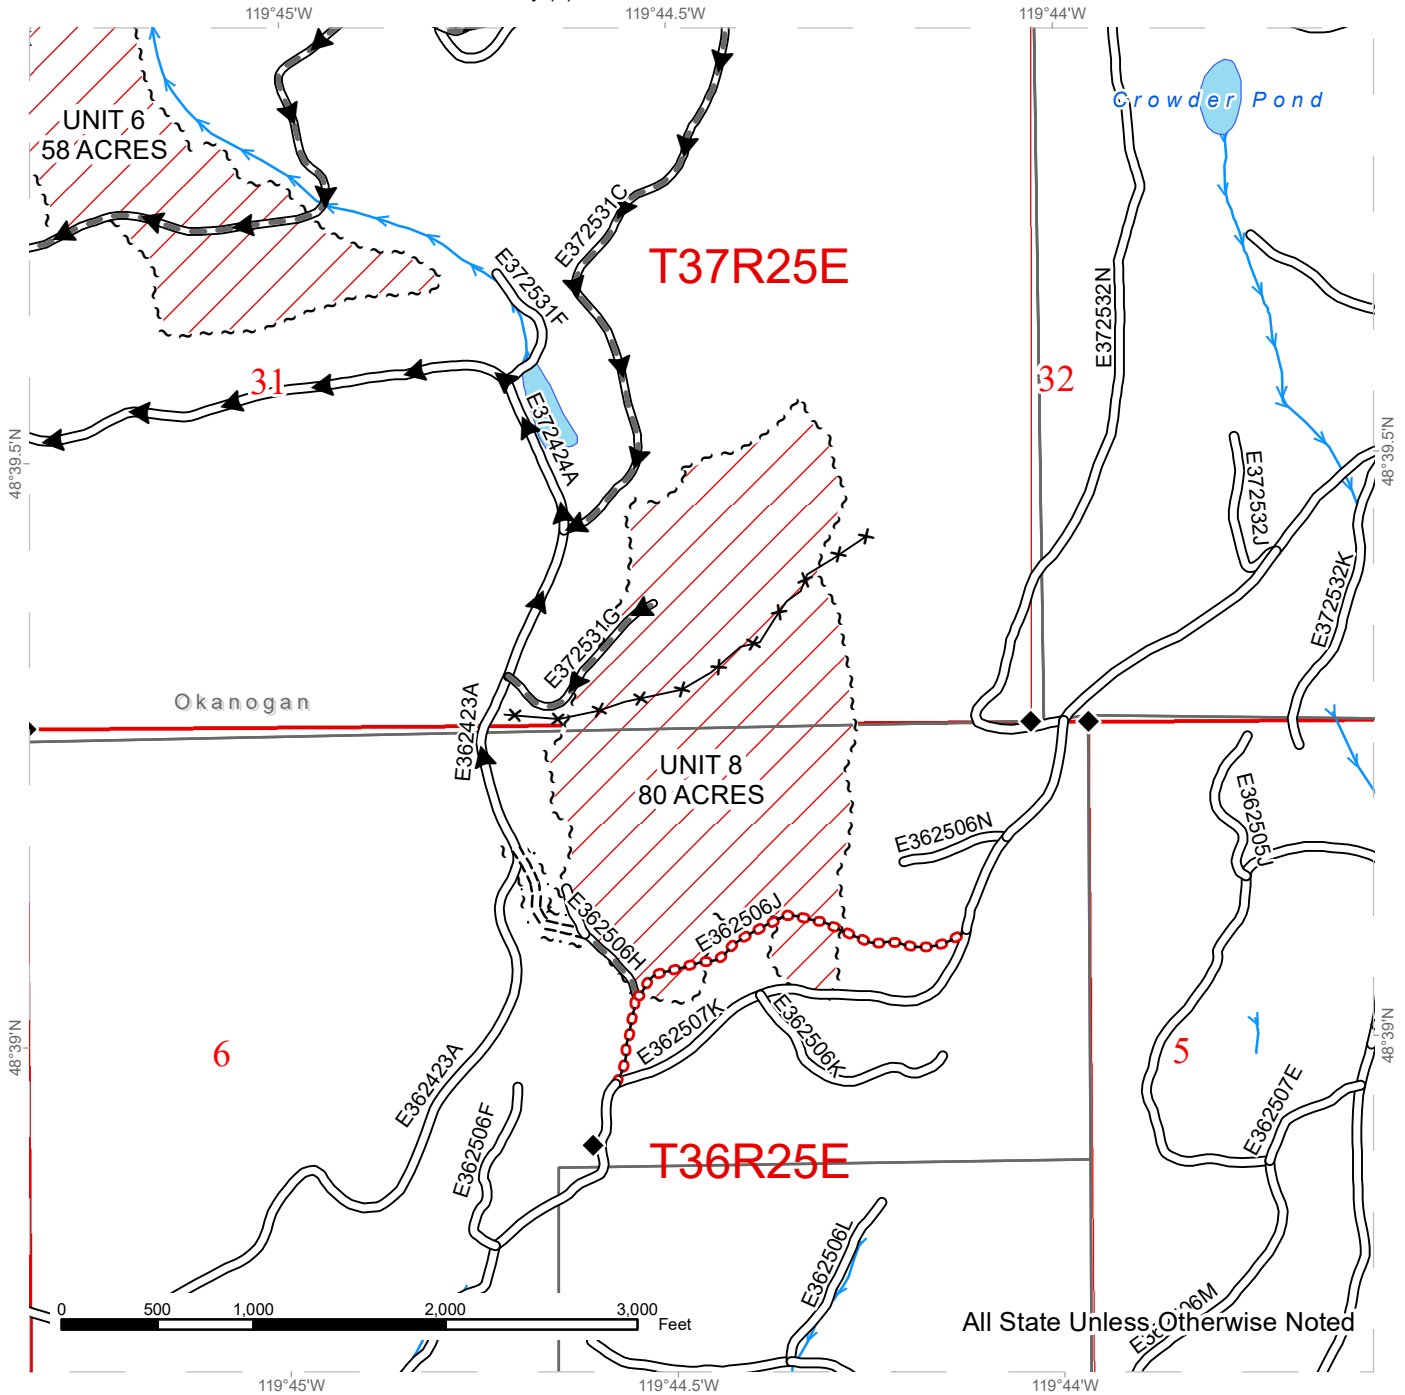 119°45'W
119°44.5'W
119°44'W
Crowder Pond
UNIT 6
58 ACRES
E372531C
T37R25E
E372531F
E372532N
31
32
E372424A
48°39.5'N
48°39.5'N
E372532J
E372532K
E372531G
Okanogan
E362423A
UNIT 8
80 ACRES
E362506N
E362505J
E362506J
E362506H
E362507K
E362506K
48°39'N
48°39'N
6
5
E362423A
E362507E
E362506F
T36R25E
E362506L
0
500
1,000
2,000
3,000
Feet
All State Unless Otherwise Noted
119°45'W
119°44.5'W
119°44'W